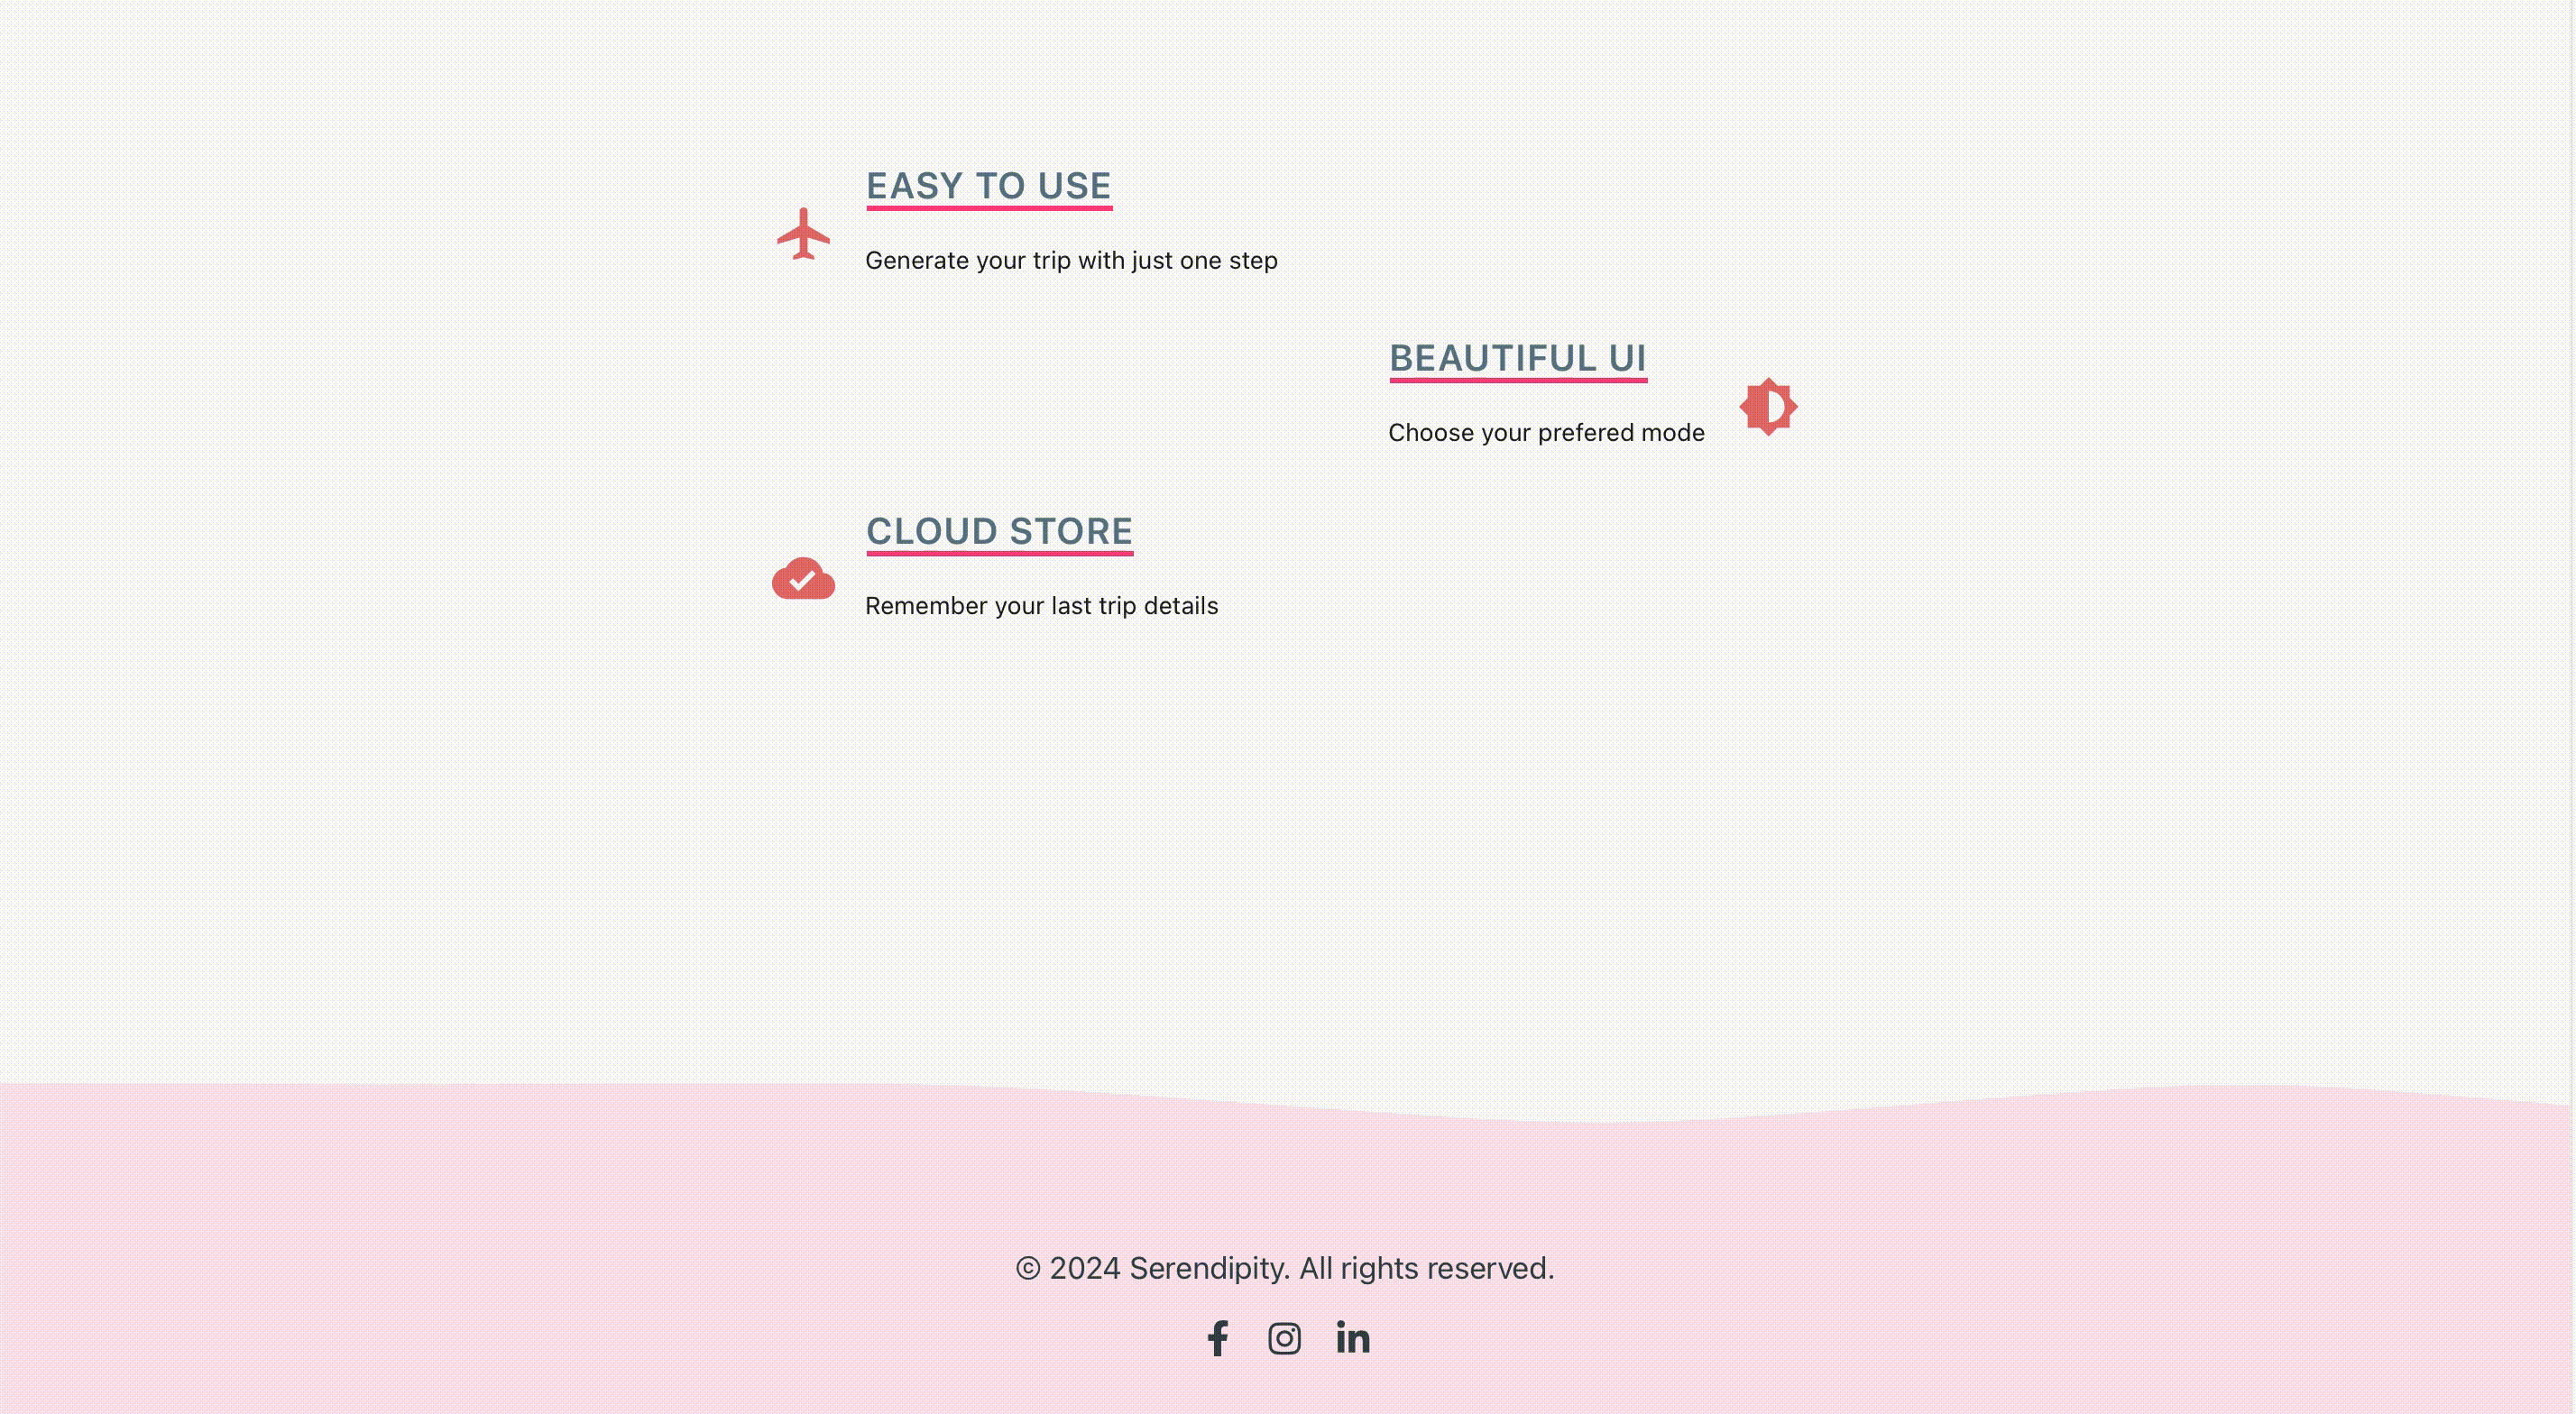 EASY TO USE
Generate your trip with just one step
BEAUTIFUL UI
Choose your prefered mode
CLOUD STORE
Remember your last trip details
© 2024 Serendipity. All rights reserved.